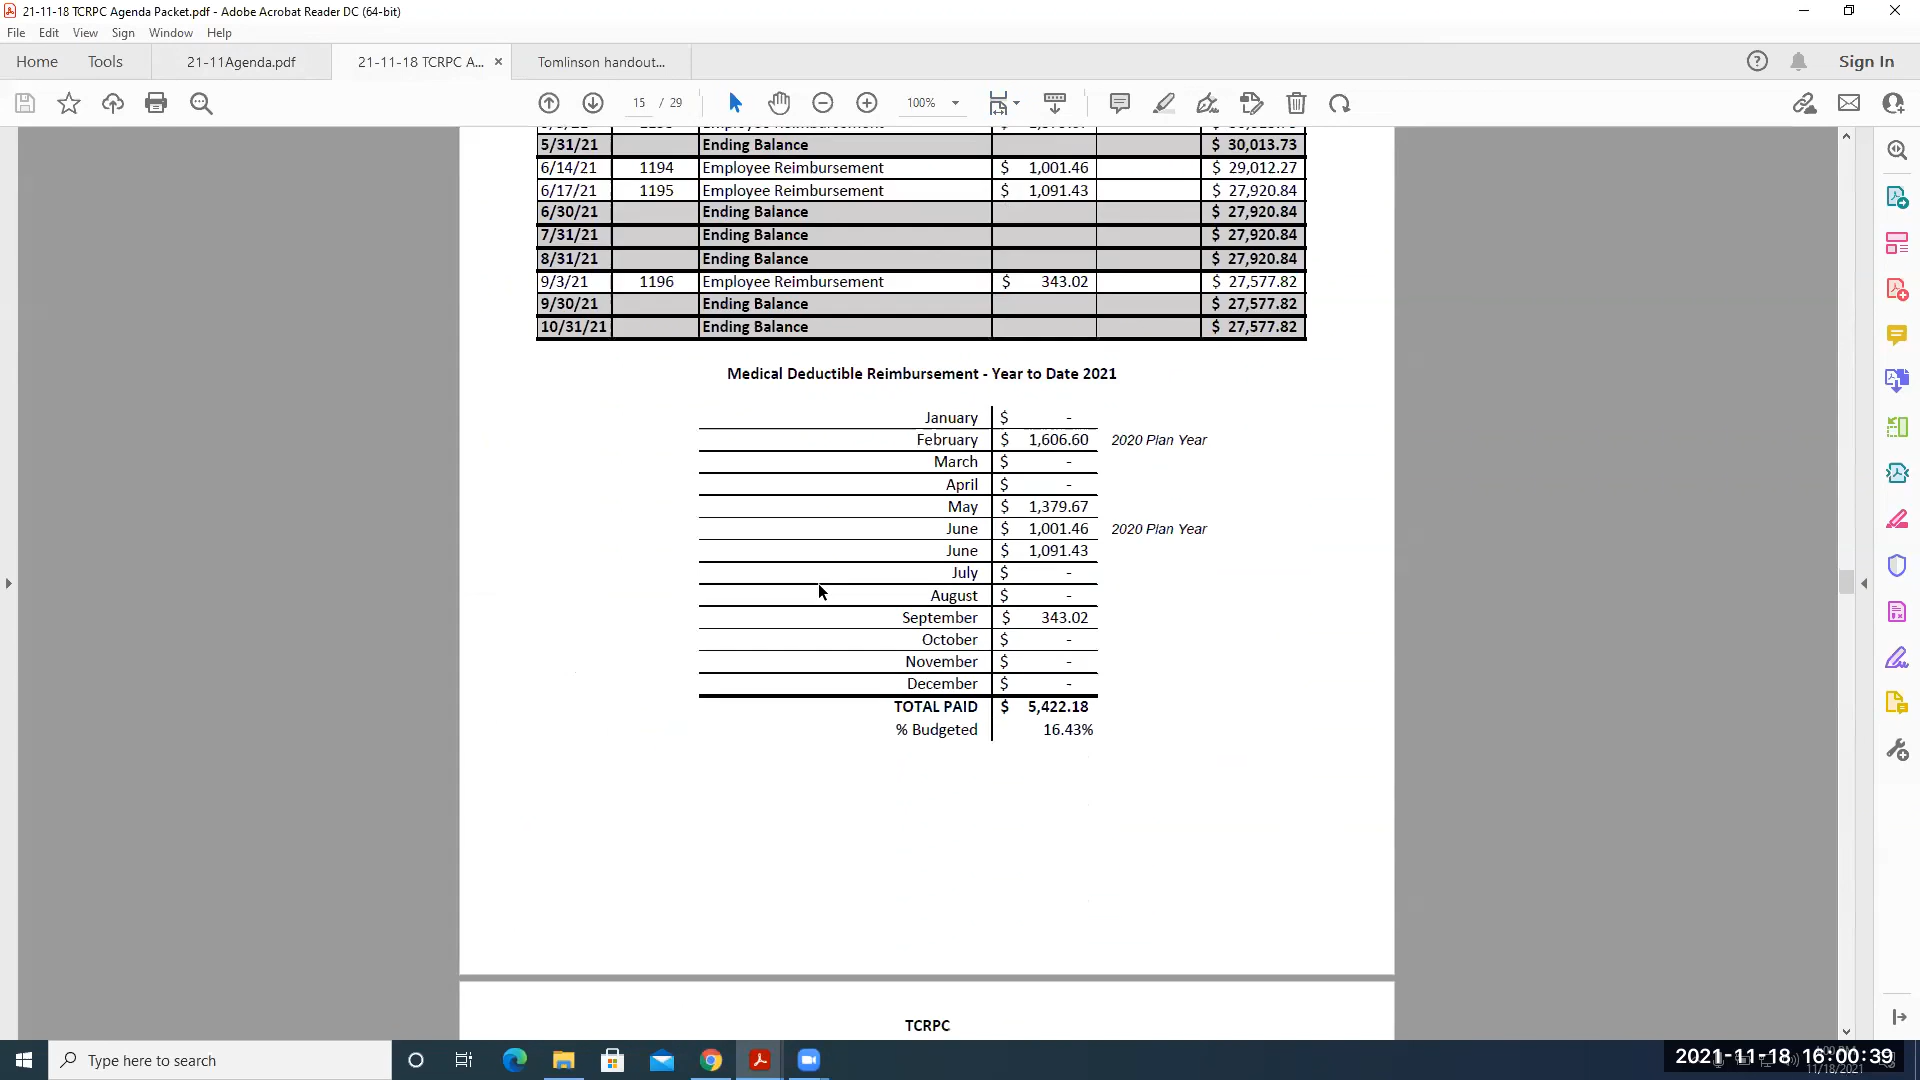 21-11-18 TCRPC Agenda Packet.pdf - Adobe Acrobat Reader DC (64-bit)
File Edit View Sign Window Help
Home Tools 21-11Agenda.pdf 21-11-18 TCRPC A... × Tomlinson handout... Sign In
15 / 29 100%
5/31/21 Ending Balance $ 30,013.73
6/14/21 1194 Employee Reimbursement $ 1,001.46 $ 29,012.27
6/17/21 1195 Employee Reimbursement $ 1,091.43 $ 27,920.84
6/30/21 Ending Balance $ 27,920.84
7/31/21 Ending Balance $ 27,920.84
8/31/21 Ending Balance $ 27,920.84
9/3/21 1196 Employee Reimbursement $ 343.02 $ 27,577.82
9/30/21 Ending Balance $ 27,577.82
10/31/21 Ending Balance $ 27,577.82
Medical Deductible Reimbursement - Year to Date 2021
January $ -
February $ 1,606.60 2020 Plan Year
March $ -
April $ -
May $ 1,379.67
June $ 1,001.46 2020 Plan Year
June $ 1,091.43
July $ -
August $ -
September $ 343.02
October $ -
November $ -
December $ -
TOTAL PAID $ 5,422.18
% Budgeted 16.43%
TCRPC
Type here to search
2021-11-18 16:00:39
11/18/2021